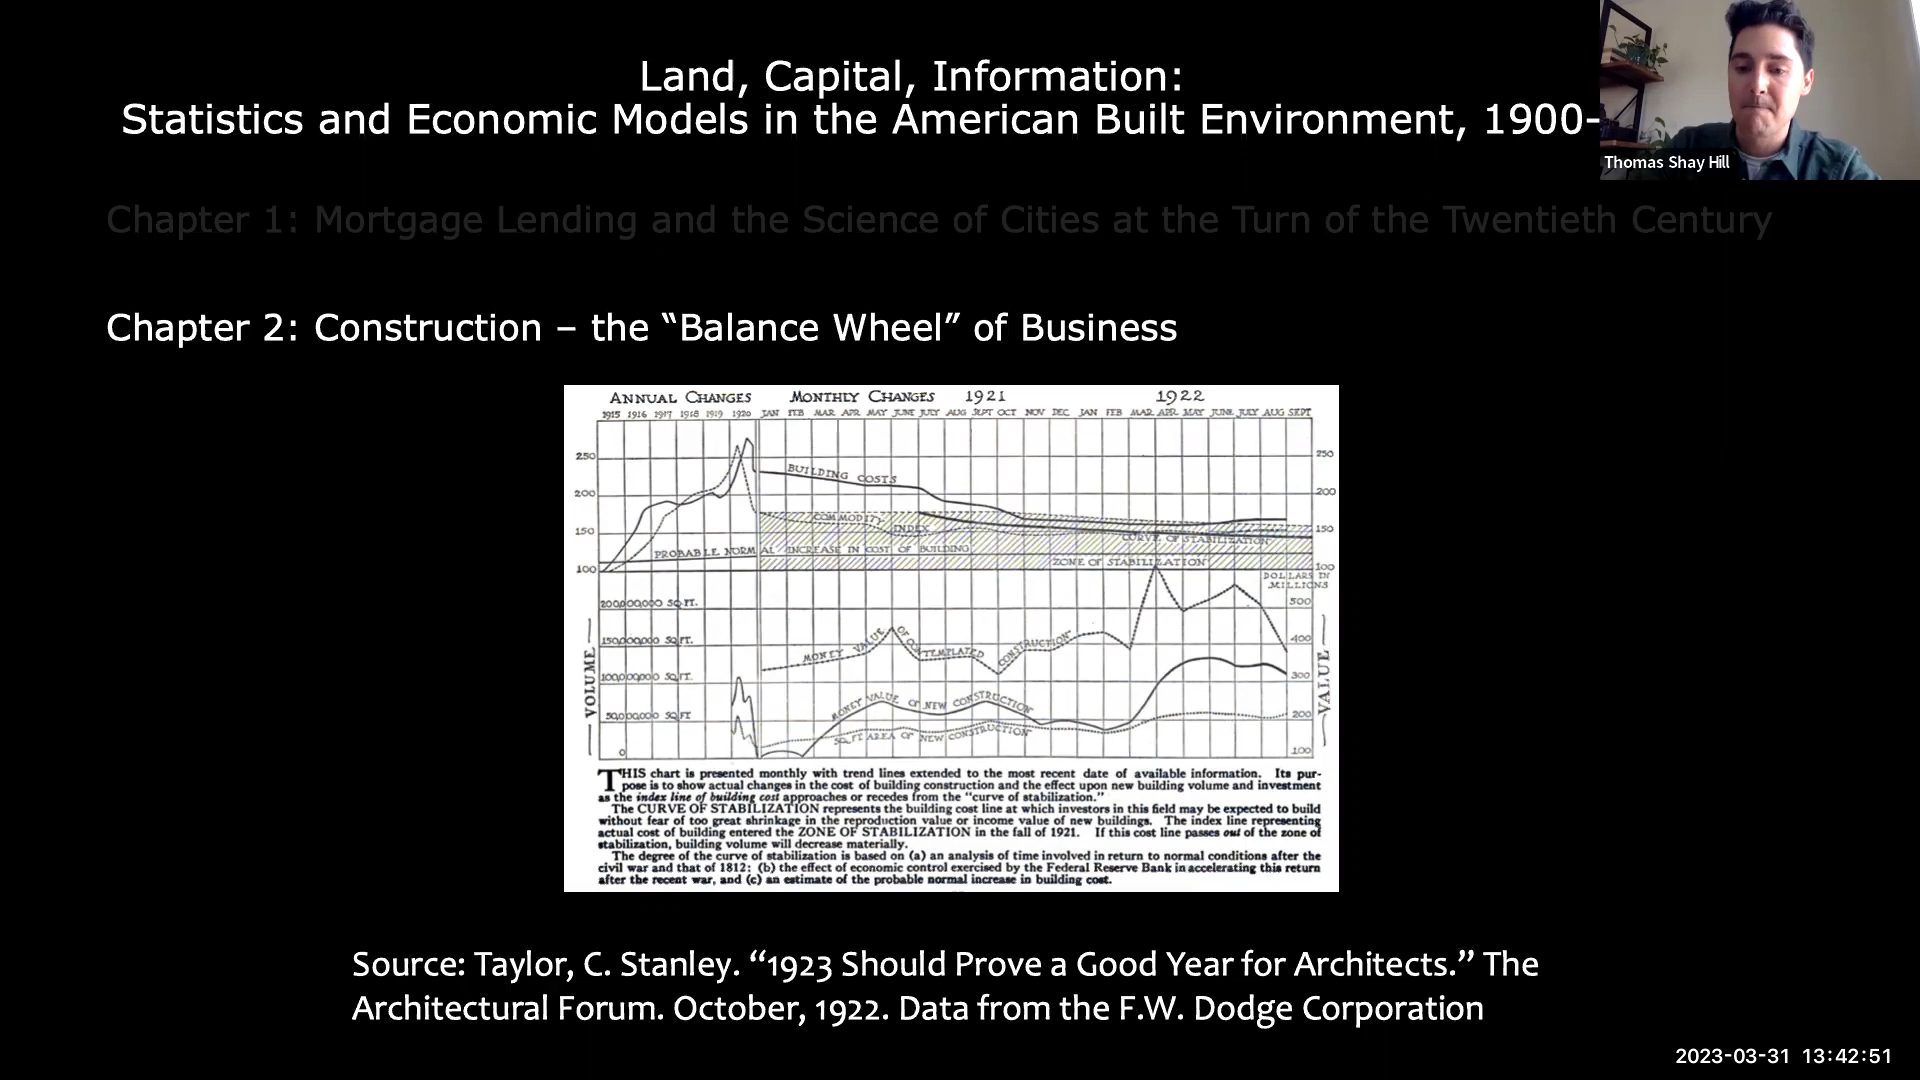 Land, Capital, Information:
Statistics and Economic Models in the American Built Environment, 1900-
Thomas Shay Hill
Chapter 1: Mortgage Lending and the Science of Cities at the Turn of the Twentieth Century
Chapter 2: Construction – the “Balance Wheel” of Business
ANNUAL CHANGES MONTHLY CHANGES 1921 1922
1915 1916 1917 1918 1919 1920 JAN FEB MAR APR MAY JUNE JULY AUG SEPT OCT NOV DEC JAN FEB MAR APR MAY JUNE JULY AUG SEPT
250 250
BUILDING COSTS
200 200
COMMODITY INDEX
150 150
CURVE OF STABILIZATION
PROBABLE NORMAL INCREASE IN COST OF BUILDING
ZONE OF STABILIZATION
100 100
DOLLARS IN
MILLIONS
200,000,000 SQ. FT. 500
150,000,000 SQ. FT. 400
MONEY VALUE OF CONTEMPLATED CONSTRUCTION
100,000,000 SQ. FT. 300
VOLUME VALUE
MONEY VALUE OF NEW CONSTRUCTION
50,000,000 SQ FT 200
SQ. FT. AREA OF NEW CONSTRUCTION
0 100
THIS chart is presented monthly with trend lines extended to the most recent date of available information. Its pur-
pose is to show actual changes in the cost of building construction and the effect upon new building volume and investment
as the index line of building cost approaches or recedes from the “curve of stabilization.”
The CURVE OF STABILIZATION represents the building cost line at which investors in this field may be expected to build
without fear of too great shrinkage in the reproduction value or income value of new buildings. The index line representing
actual cost of building entered the ZONE OF STABILIZATION in the fall of 1921. If this cost line passes out of the zone of
stabilization, building volume will decrease materially.
The degree of the curve of stabilization is based on (a) an analysis of time involved in return to normal conditions after the
civil war and that of 1812; (b) the effect of economic control exercised by the Federal Reserve Bank in accelerating this return
after the recent war, and (c) an estimate of the probable normal increase in building cost.
Source: Taylor, C. Stanley. “1923 Should Prove a Good Year for Architects.” The
Architectural Forum. October, 1922. Data from the F.W. Dodge Corporation
2023-03-31 13:42:51